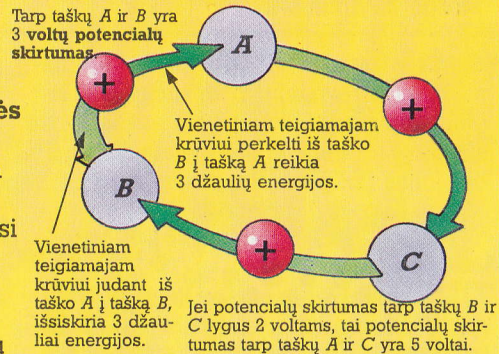 Tarp taškų A ir B yra
3 voltų potencialų
skirtumas.
A
+
+
ės
Vienetiniam teigiamajam
krūviui perkelti iš taško
B į tašką A reikia
3 džaulių energijos.
B
si
+
C
Vienetiniam
teigiamajam
krūviui judant iš
taško A į tašką B,
išsiskiria 3 džau-
liai energijos.
Jei potencialų skirtumas tarp taškų B ir
C lygus 2 voltams, tai potencialų skir-
tumas tarp taškų A ir C yra 5 voltai.